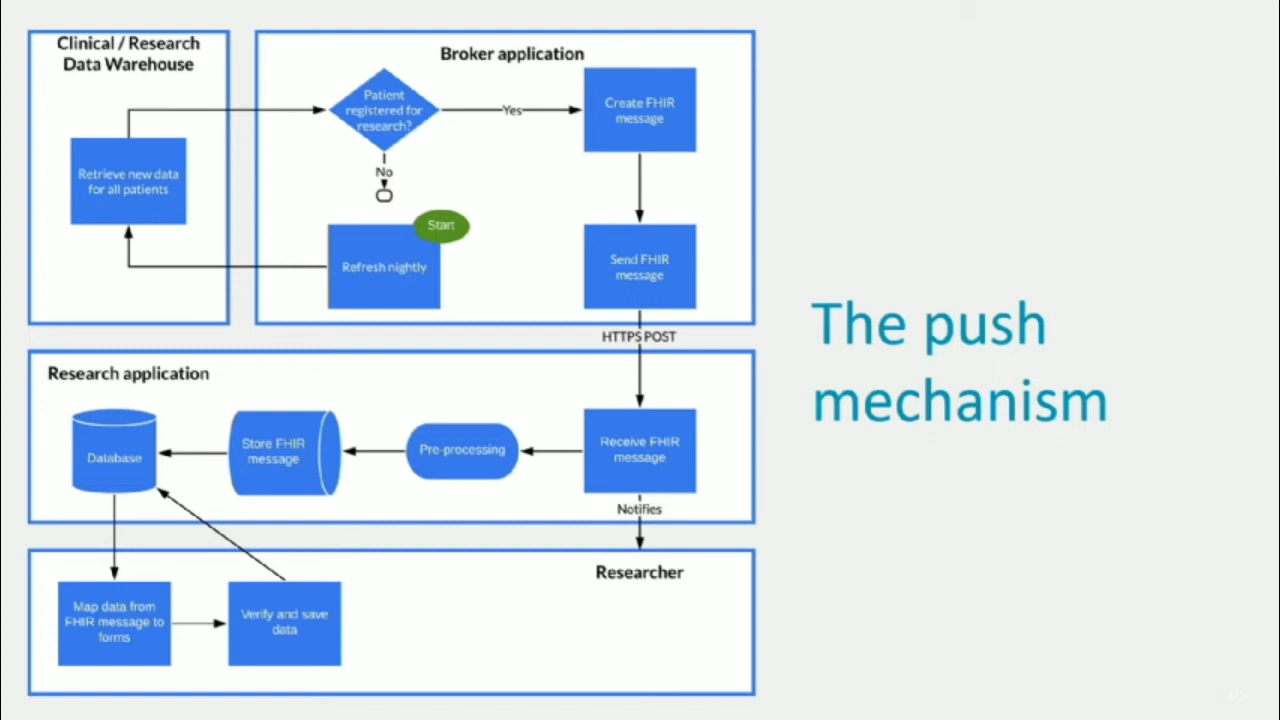 Clinical / Research
Data Warehouse
Broker application
Patient
registered for
research?
Yes
Create FHIR
message
No
Retrieve new data
for all patients
Start
Refresh nightly
Send FHIR
message
HTTPS POST
The push
mechanism
Research application
Database
Store FHIR
message
Pre-processing
Receive FHIR
message
Notifies
Researcher
Map data from
FHIR message to
forms
Verify and save
data